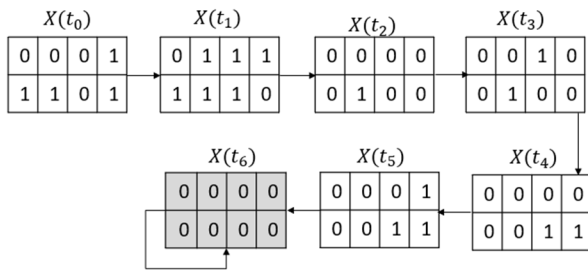 X(t₀)
0 0 0 1
1 1 0 1
X(t₁)
0 1 1 1
1 1 1 0
X(t₂)
0 0 0 0
0 1 0 0
X(t₃)
0 0 1 0
0 1 0 0
X(t₄)
0 0 0 0
0 0 1 1
X(t₅)
0 0 0 1
0 0 1 1
X(t₆)
0 0 0 0
0 0 0 0